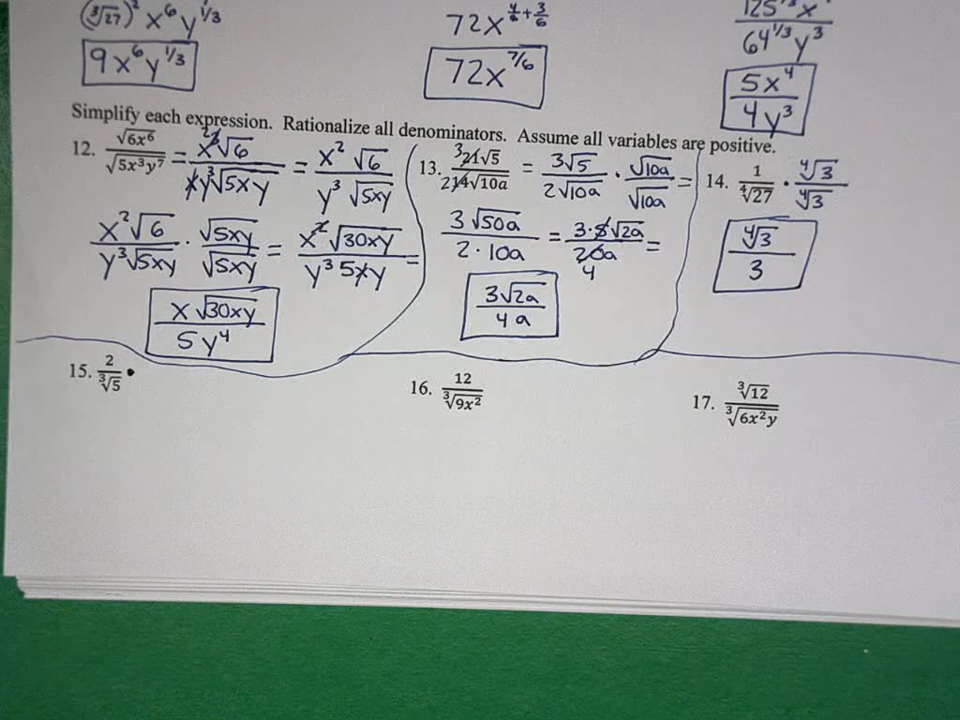 (∛27)² x⁶ y^1/3
9x⁶y^1/3
72x^4/6+3/6
72x^7/6
64^1/3 y³
5x⁴/4y³
Simplify each expression. Rationalize all denominators. Assume all variables are positive.
12. √6x⁶/√5x³y⁷ = x³√6/xy³√5xy = x² √6/y³ √5xy
x²√6/y³√5xy · √5xy/√5xy = x²√30xy/y³ 5xy =
x √30xy/5y⁴
13. 21√5/14√10a = 3√5/2√10a · √10a/√10a =
3 √50a/2·10a = 3·5√2a/20a =
3√2a/4a
14. 1/∜27 · ∜3/∜3
∜3/3
15. 2/∛5 •
16. 12/∛9x²
17. ∛12/∛6x²y